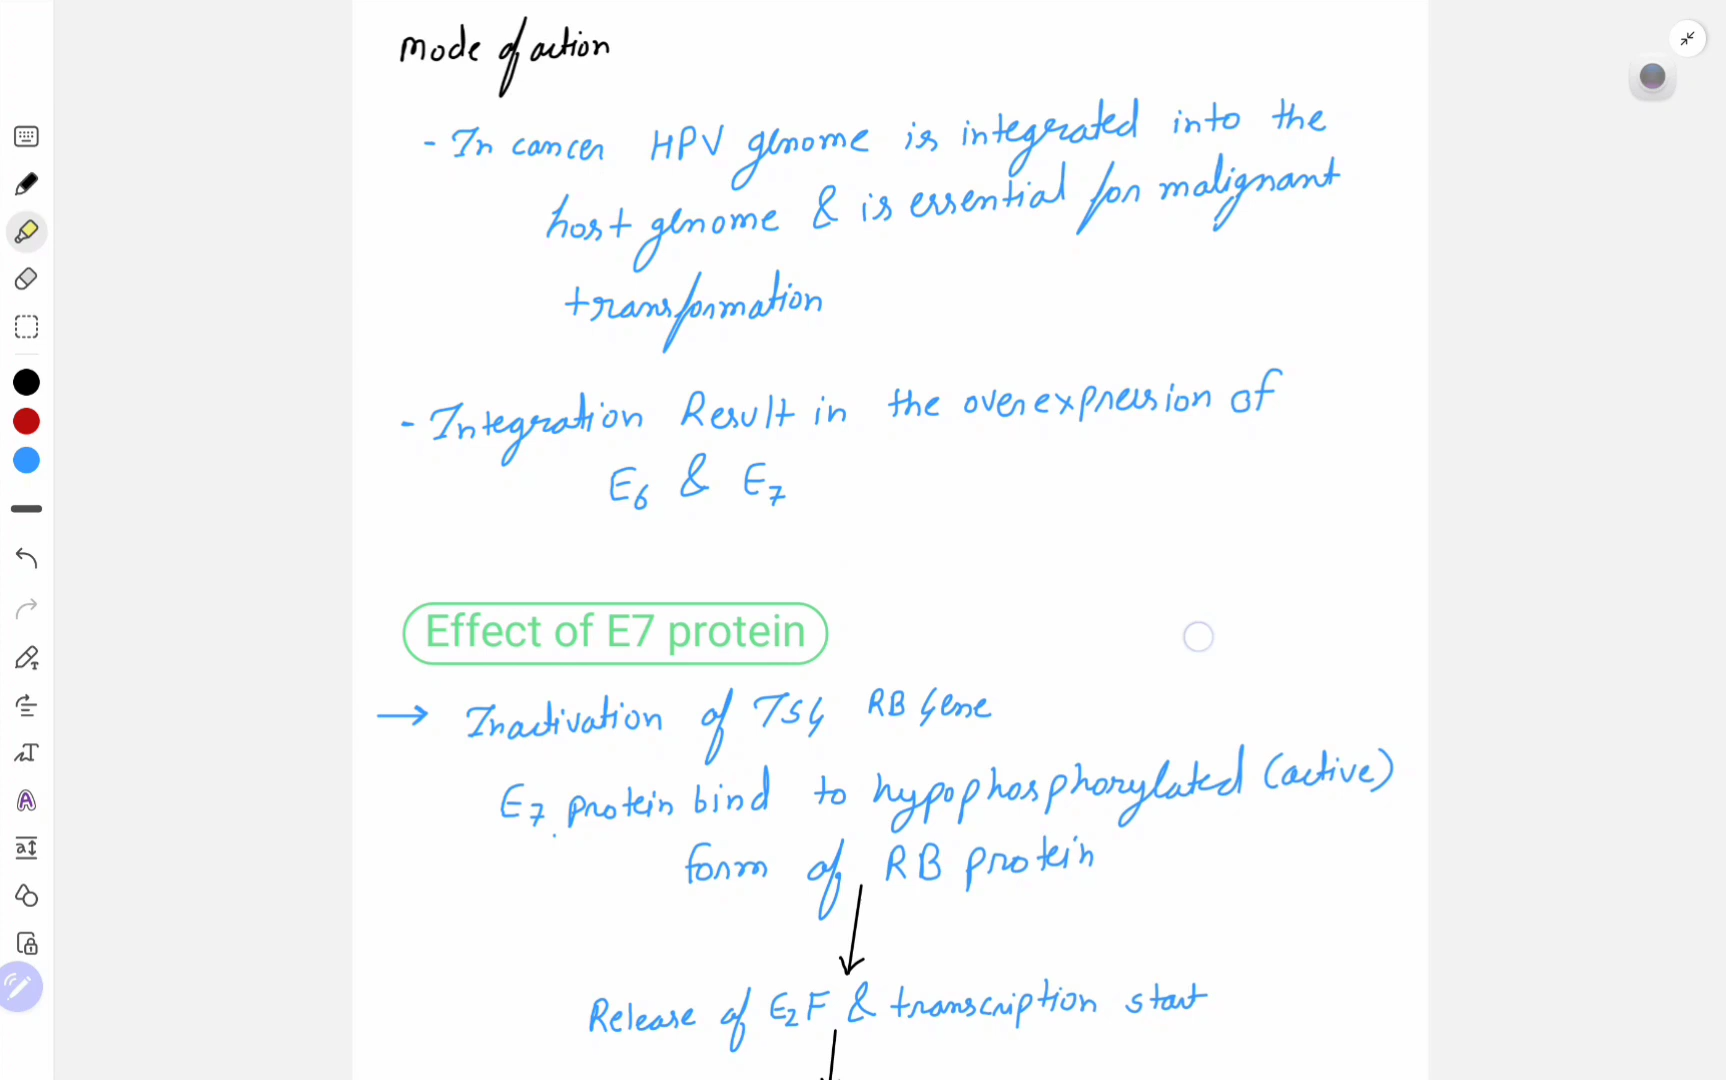 Mode of action
- In cancer HPV genome is integrated into the
host genome & is essential for malignant
transformation
- Integration Result in the overexpression of
E6 & E7
Effect of E7 protein
→ Inactivation of TSG RB Gene
E7 protein bind to hypophosphorylated (active)
form of RB protein
Release of E2F & transcription start